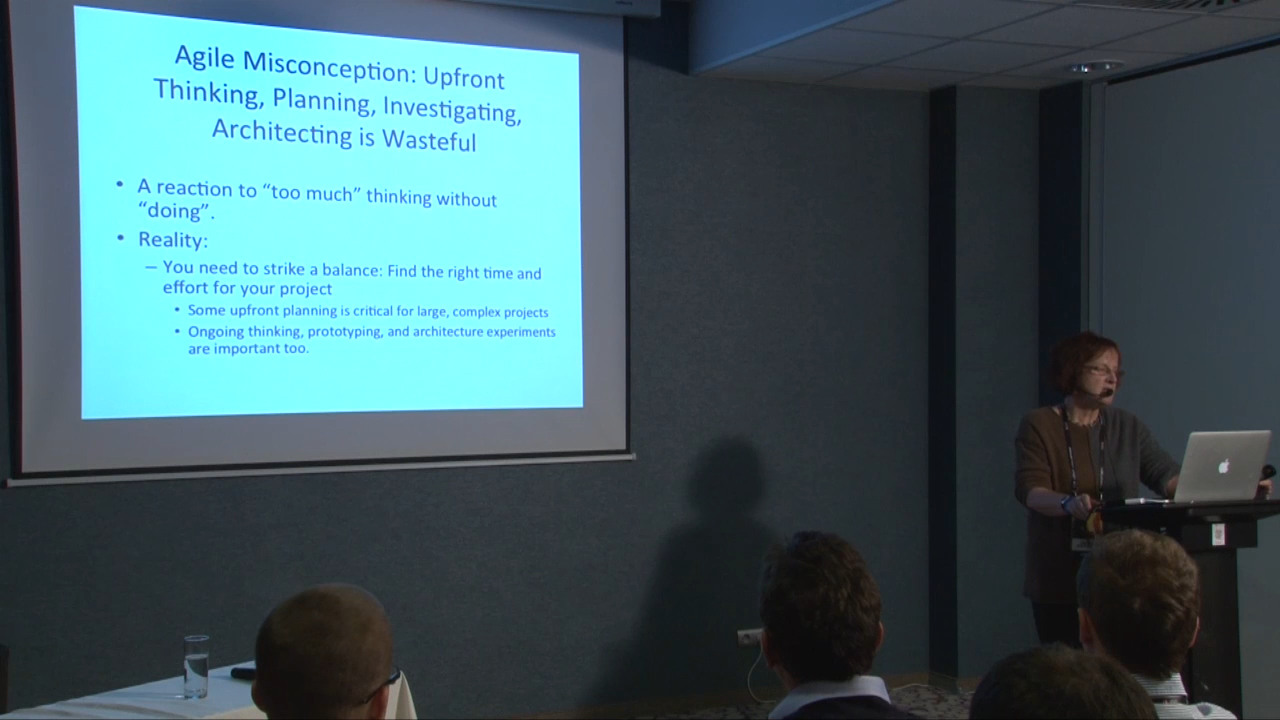 Agile Misconception: Upfront
Thinking, Planning, Investigating,
Architecting is Wasteful
• A reaction to “too much” thinking without
“doing”.
• Reality:
– You need to strike a balance: Find the right time and
effort for your project
• Some upfront planning is critical for large, complex projects
• Ongoing thinking, prototyping, and architecture experiments
are important too.